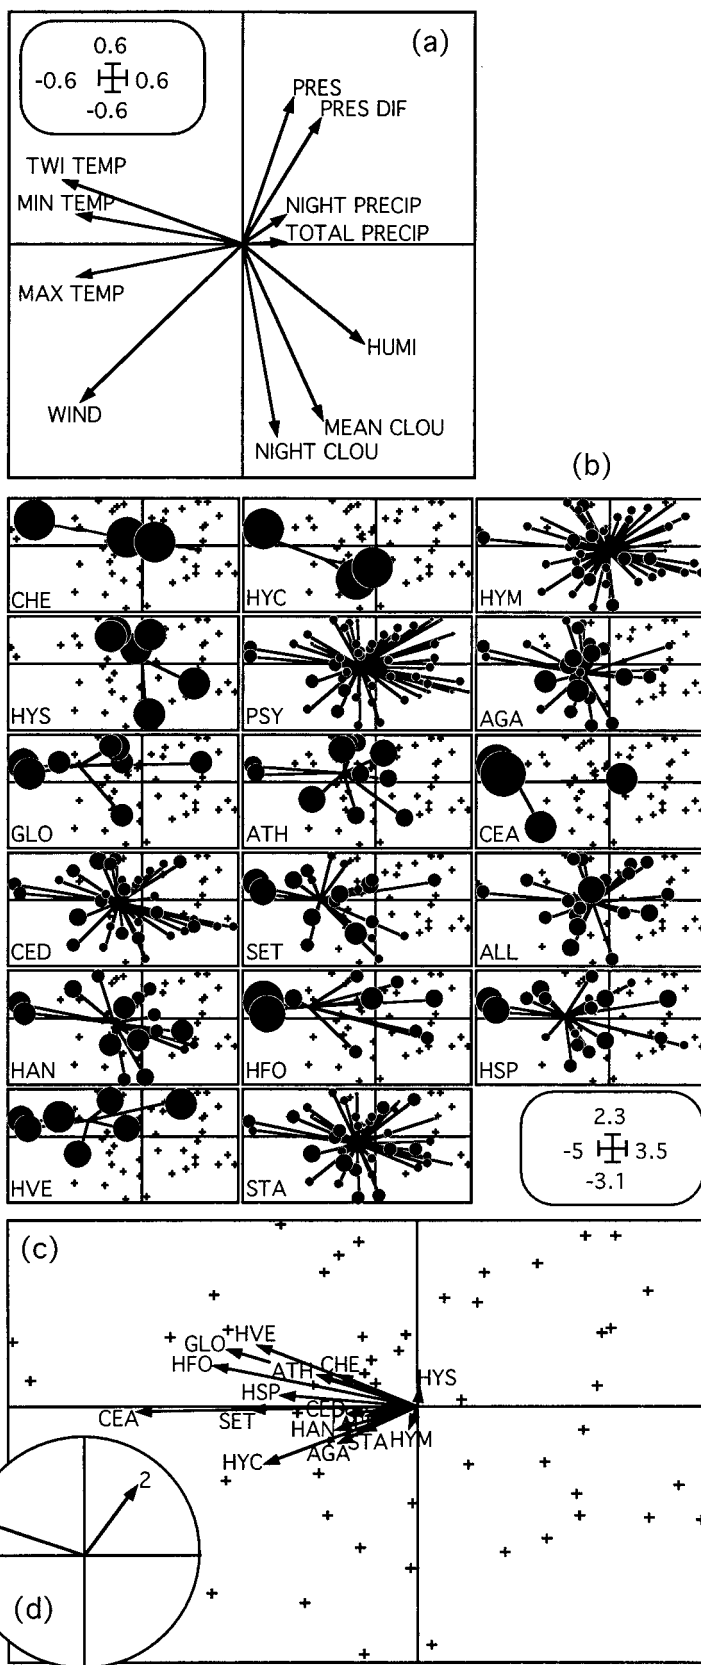 (a)
0.6
-0.6 0.6
-0.6
PRES
PRES DIF
TWI TEMP
MIN TEMP
NIGHT PRECIP
TOTAL PRECIP
MAX TEMP
HUMI
WIND
MEAN CLOU
NIGHT CLOU
(b)
CHE HYC HYM
HYS PSY AGA
GLO ATH CEA
CED SET ALL
HAN HFO HSP
HVE STA
2.3
-5 3.5
-3.1
(c)
GLO HVE
HFO ATH CHE
HYS
HSP
CEA SET CED
HAN
STA HYM
AGA
HYC
2
(d)